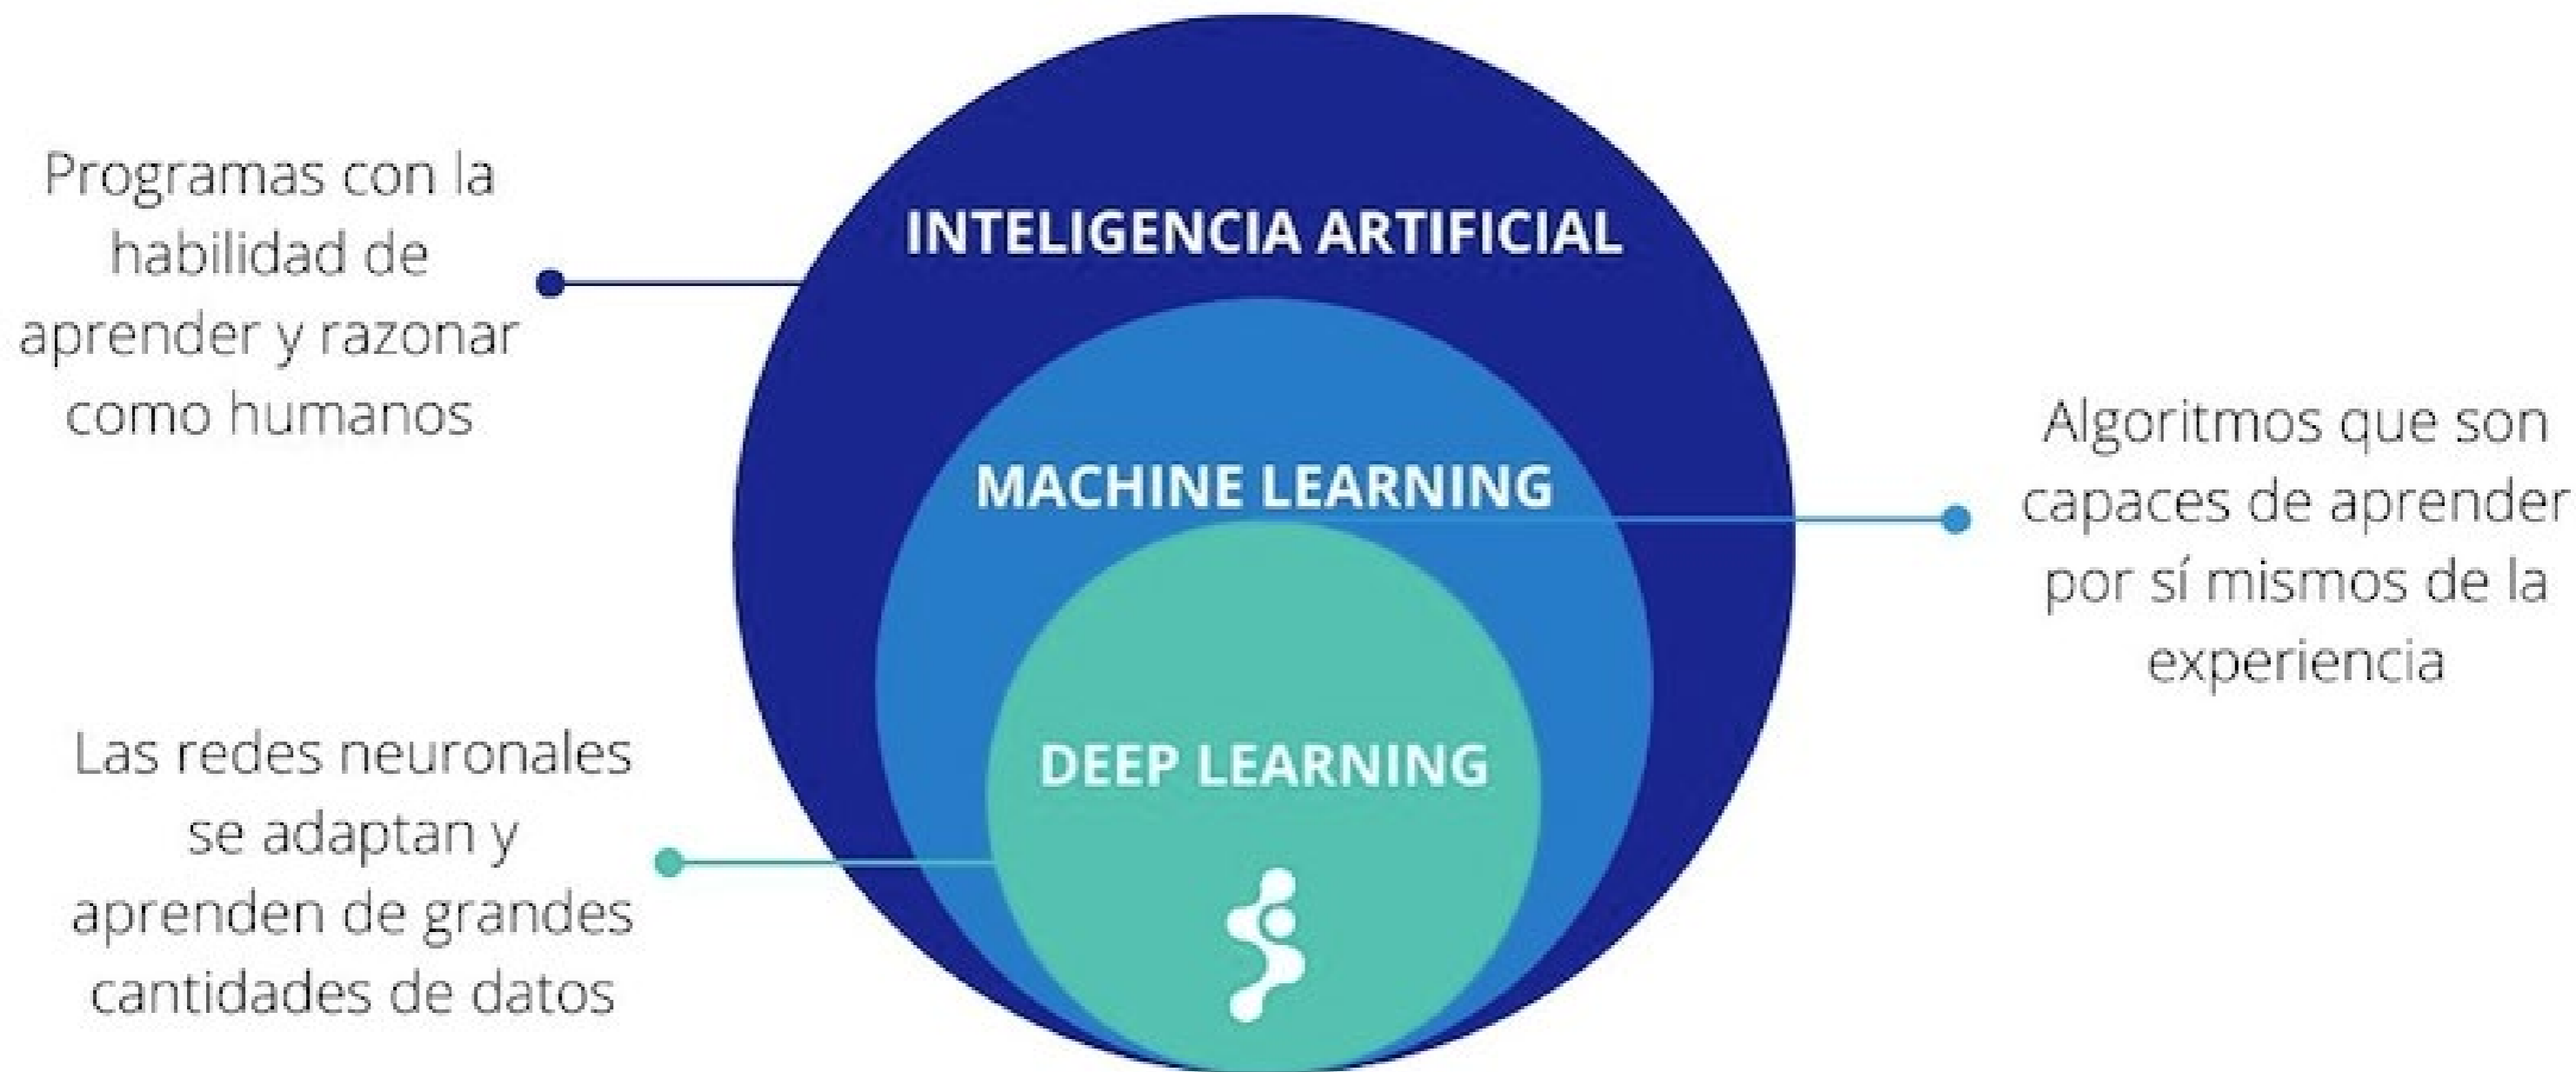 Programas con la
habilidad de
aprender y razonar
como humanos
INTELIGENCIA ARTIFICIAL
MACHINE LEARNING
Algoritmos que son
capaces de aprender
por sí mismos de la
experiencia
Las redes neuronales
se adaptan y
aprenden de grandes
cantidades de datos
DEEP LEARNING